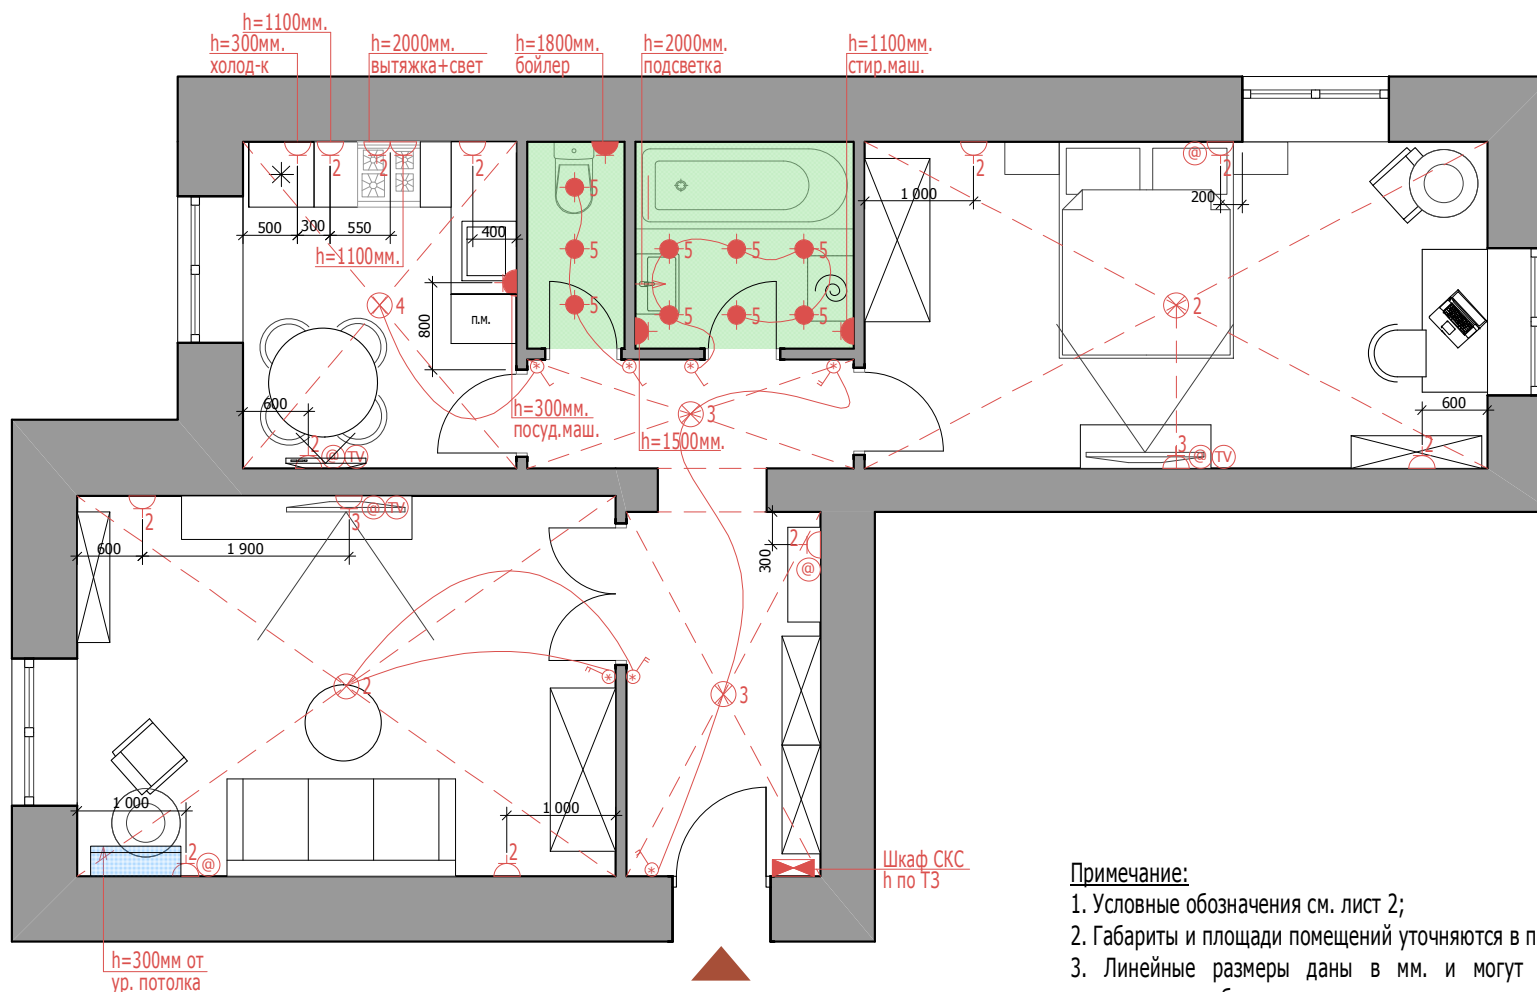 h=1100мм.
h=300мм.
холод-к
h=2000мм.
вытяжка+свет
h=1800мм.
бойлер
h=2000мм.
подсветка
h=1100мм.
стир.маш.
2
2
2
2
2
5
@
1 000
200
500
300
550
400
5
5
5
5
h=1100мм.
4
5
5
5
5
2
800
п.м.
600
h=300мм.
посуд.маш.
3
h=1500мм.
600
2
@
TV
3
@
TV
2
2
3
@
TV
600
1 900
300
2
@
2
3
1 000
1 000
2
@
2
Шкаф СКС
h по ТЗ
h=300мм от
ур. потолка
Примечание:
1. Условные обозначения см. лист 2;
2. Габариты и площади помещений уточняются в п
3. Линейные размеры даны в мм. и могут